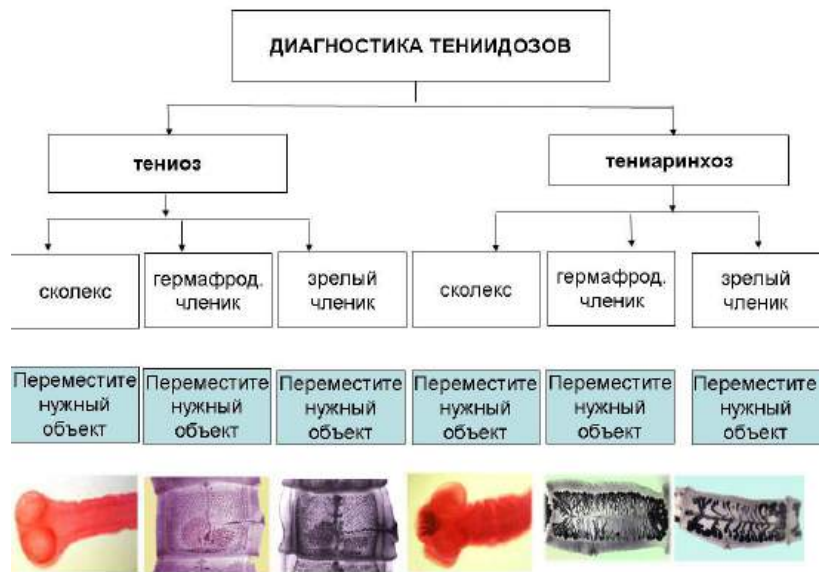 ДИАГНОСТИКА ТЕНИИДОЗОВ
тениоз
тениаринхоз
сколекс
гермафрод.
членик
зрелый
членик
сколекс
гермафрод.
членик
зрелый
членик
Переместите
нужный
объект
Переместите
нужный
объект
Переместите
нужный
объект
Переместите
нужный
объект
Переместите
нужный
объект
Переместите
нужный
объект